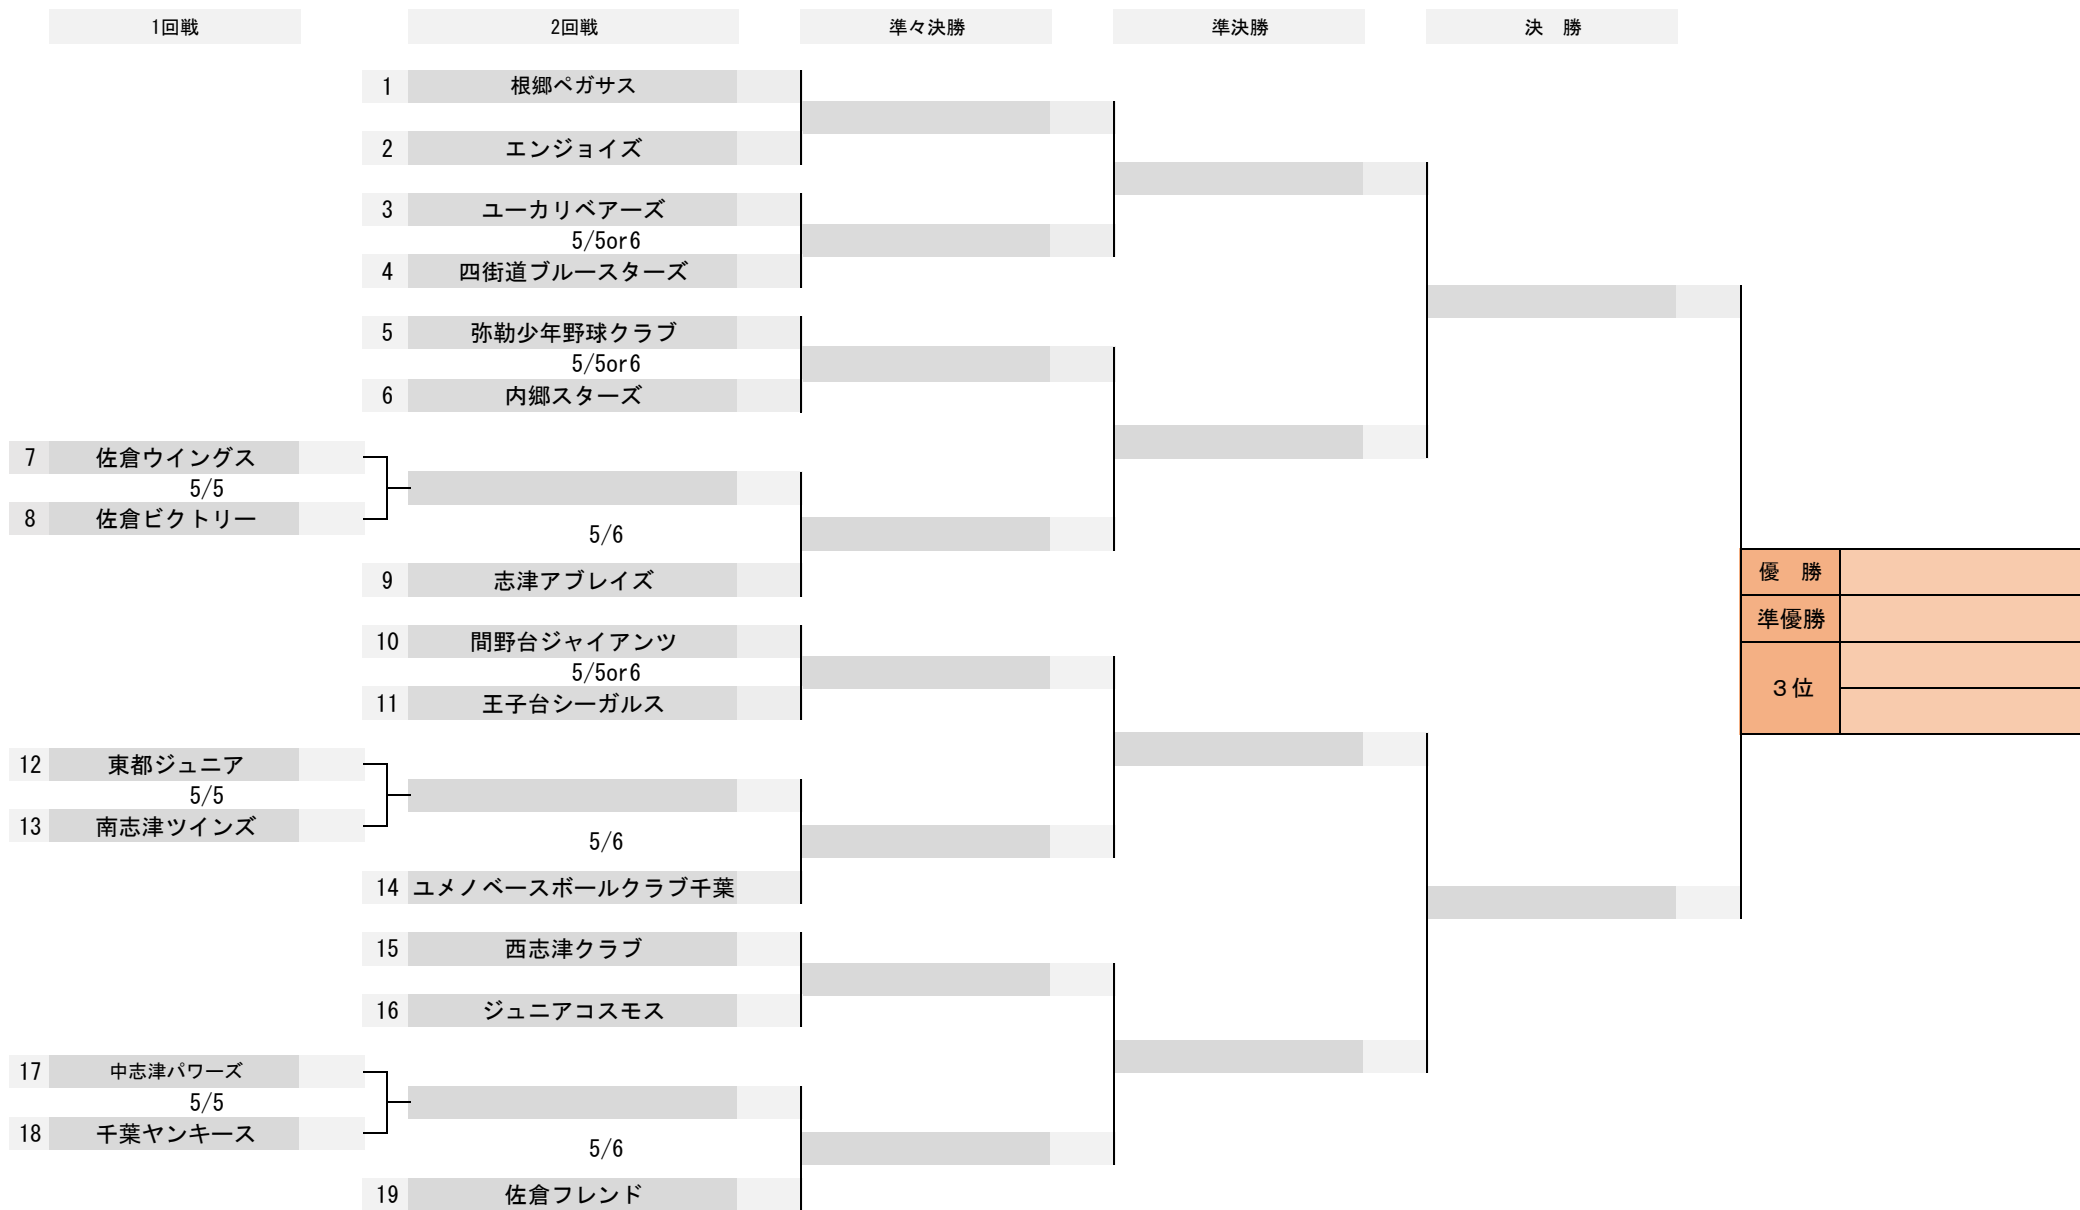 1回戦 2回戦 準々決勝 準決勝 決　勝
1 根郷ペガサス
2 エンジョイズ
3 ユーカリベアーズ
5/5or6
4 四街道ブルースターズ
5 弥勒少年野球クラブ
5/5or6
6 内郷スターズ
7 佐倉ウイングス
5/5
8 佐倉ビクトリー
5/6
9 志津アブレイズ
10 間野台ジャイアンツ
5/5or6
11 王子台シーガルス
12 東都ジュニア
5/5
13 南志津ツインズ
5/6
14 ユメノベースボールクラブ千葉
15 西志津クラブ
16 ジュニアコスモス
17 中志津パワーズ
5/5
18 千葉ヤンキース
5/6
19 佐倉フレンド
優　勝
準優勝
３位